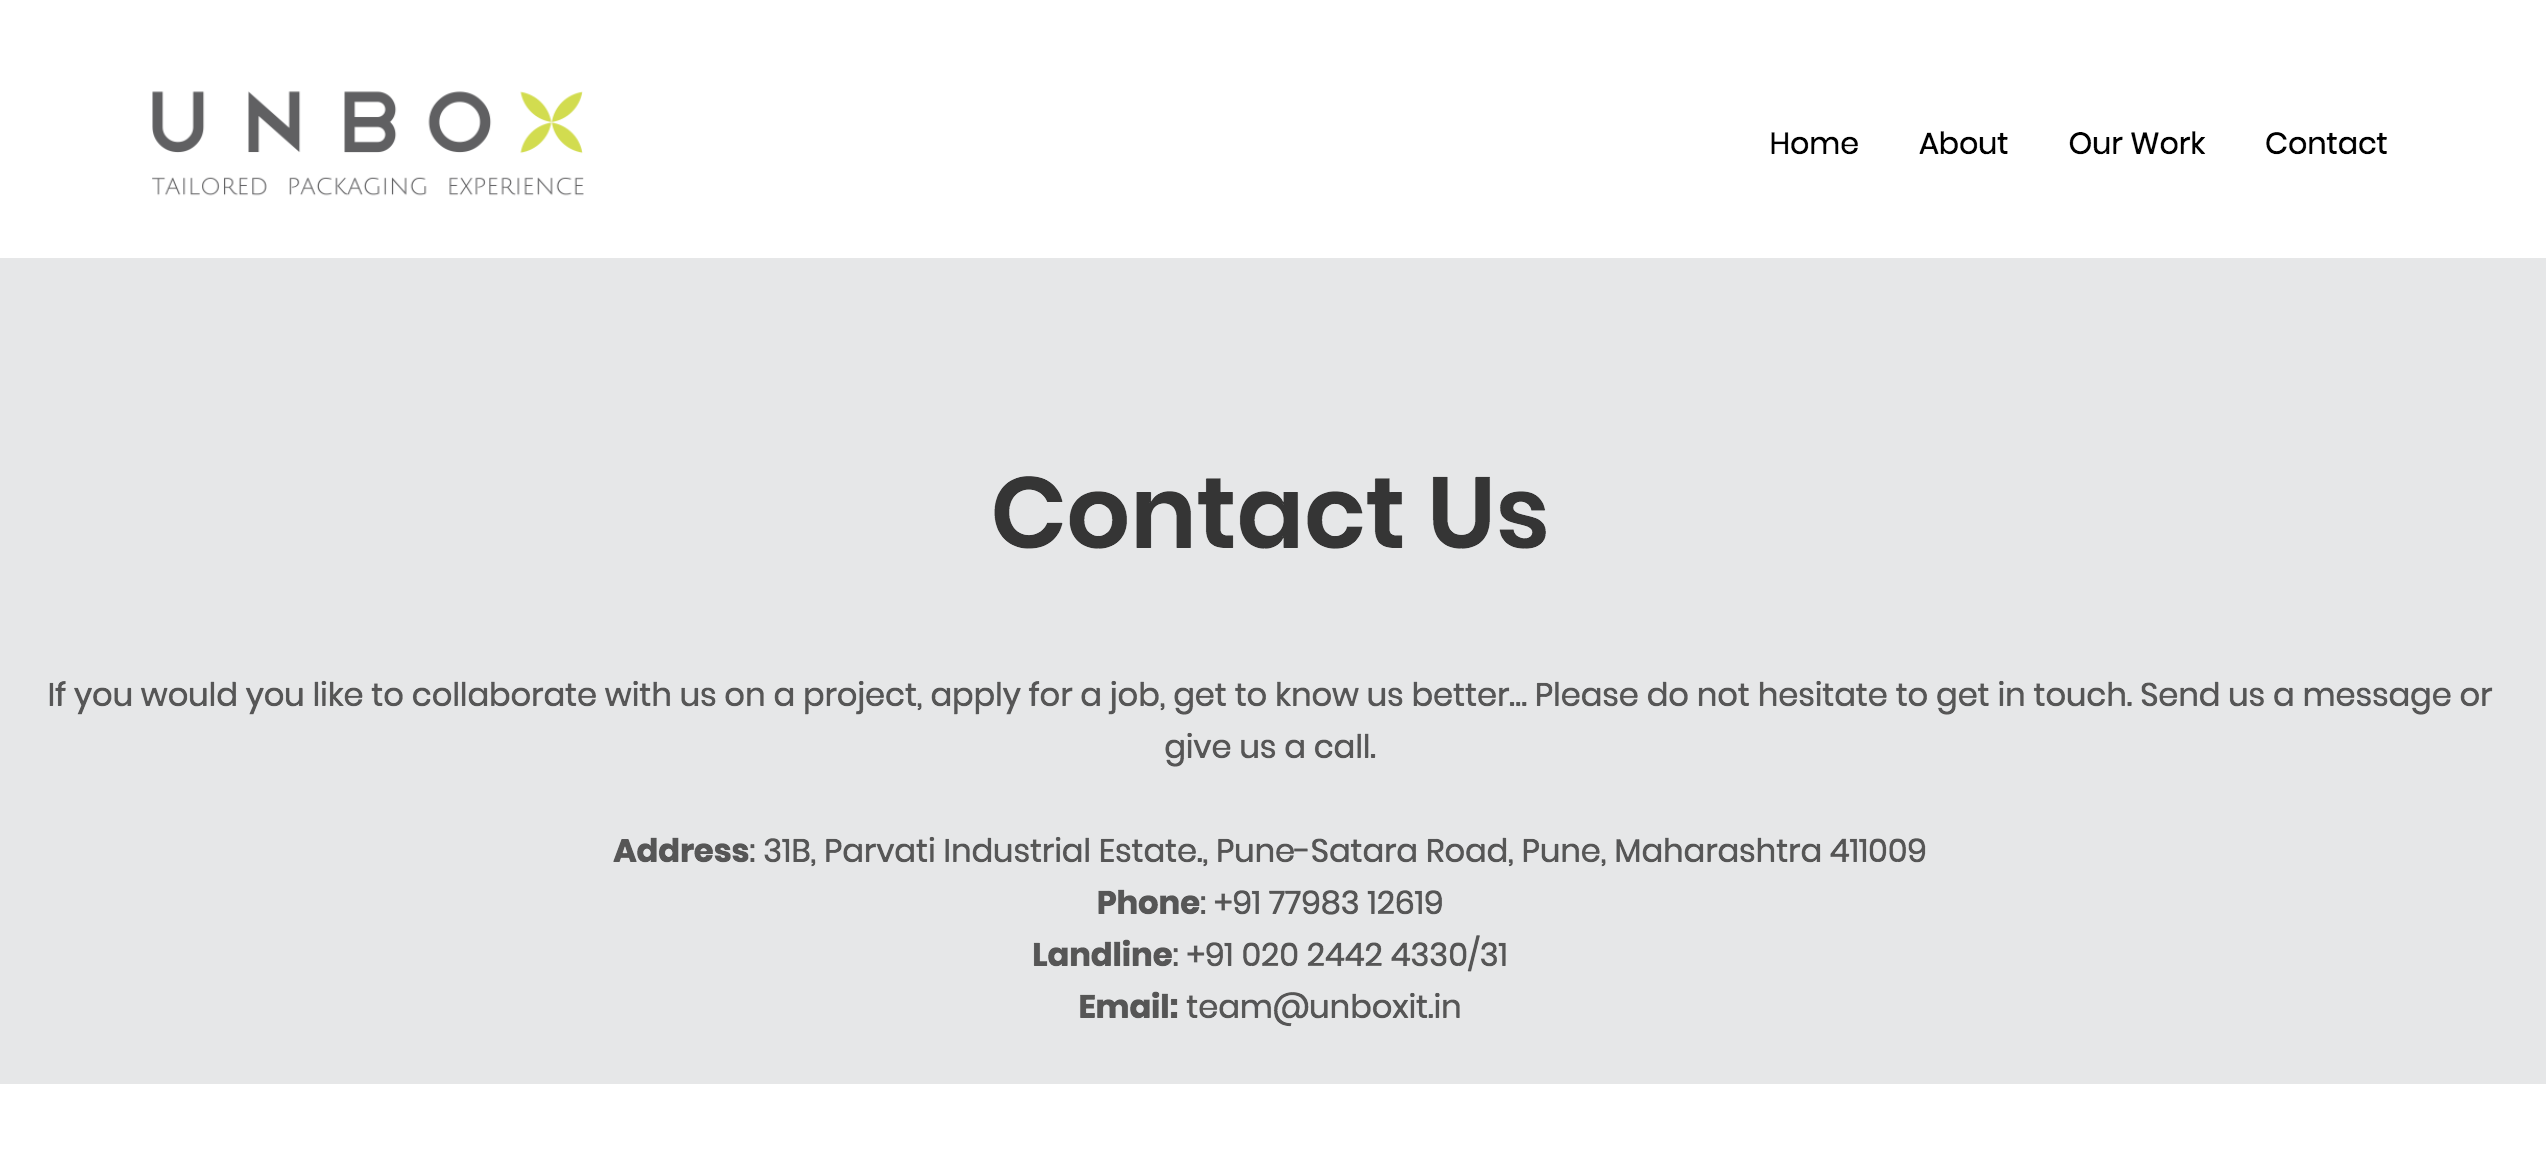 UNBOX
TAILORED PACKAGING EXPERIENCE
Home About Our Work Contact
Contact Us
If you would you like to collaborate with us on a project, apply for a job, get to know us better... Please do not hesitate to get in touch. Send us a message or
give us a call.
Address: 31B, Parvati Industrial Estate., Pune-Satara Road, Pune, Maharashtra 411009
Phone: +91 77983 12619
Landline: +91 020 2442 4330/31
Email: team@unboxit.in